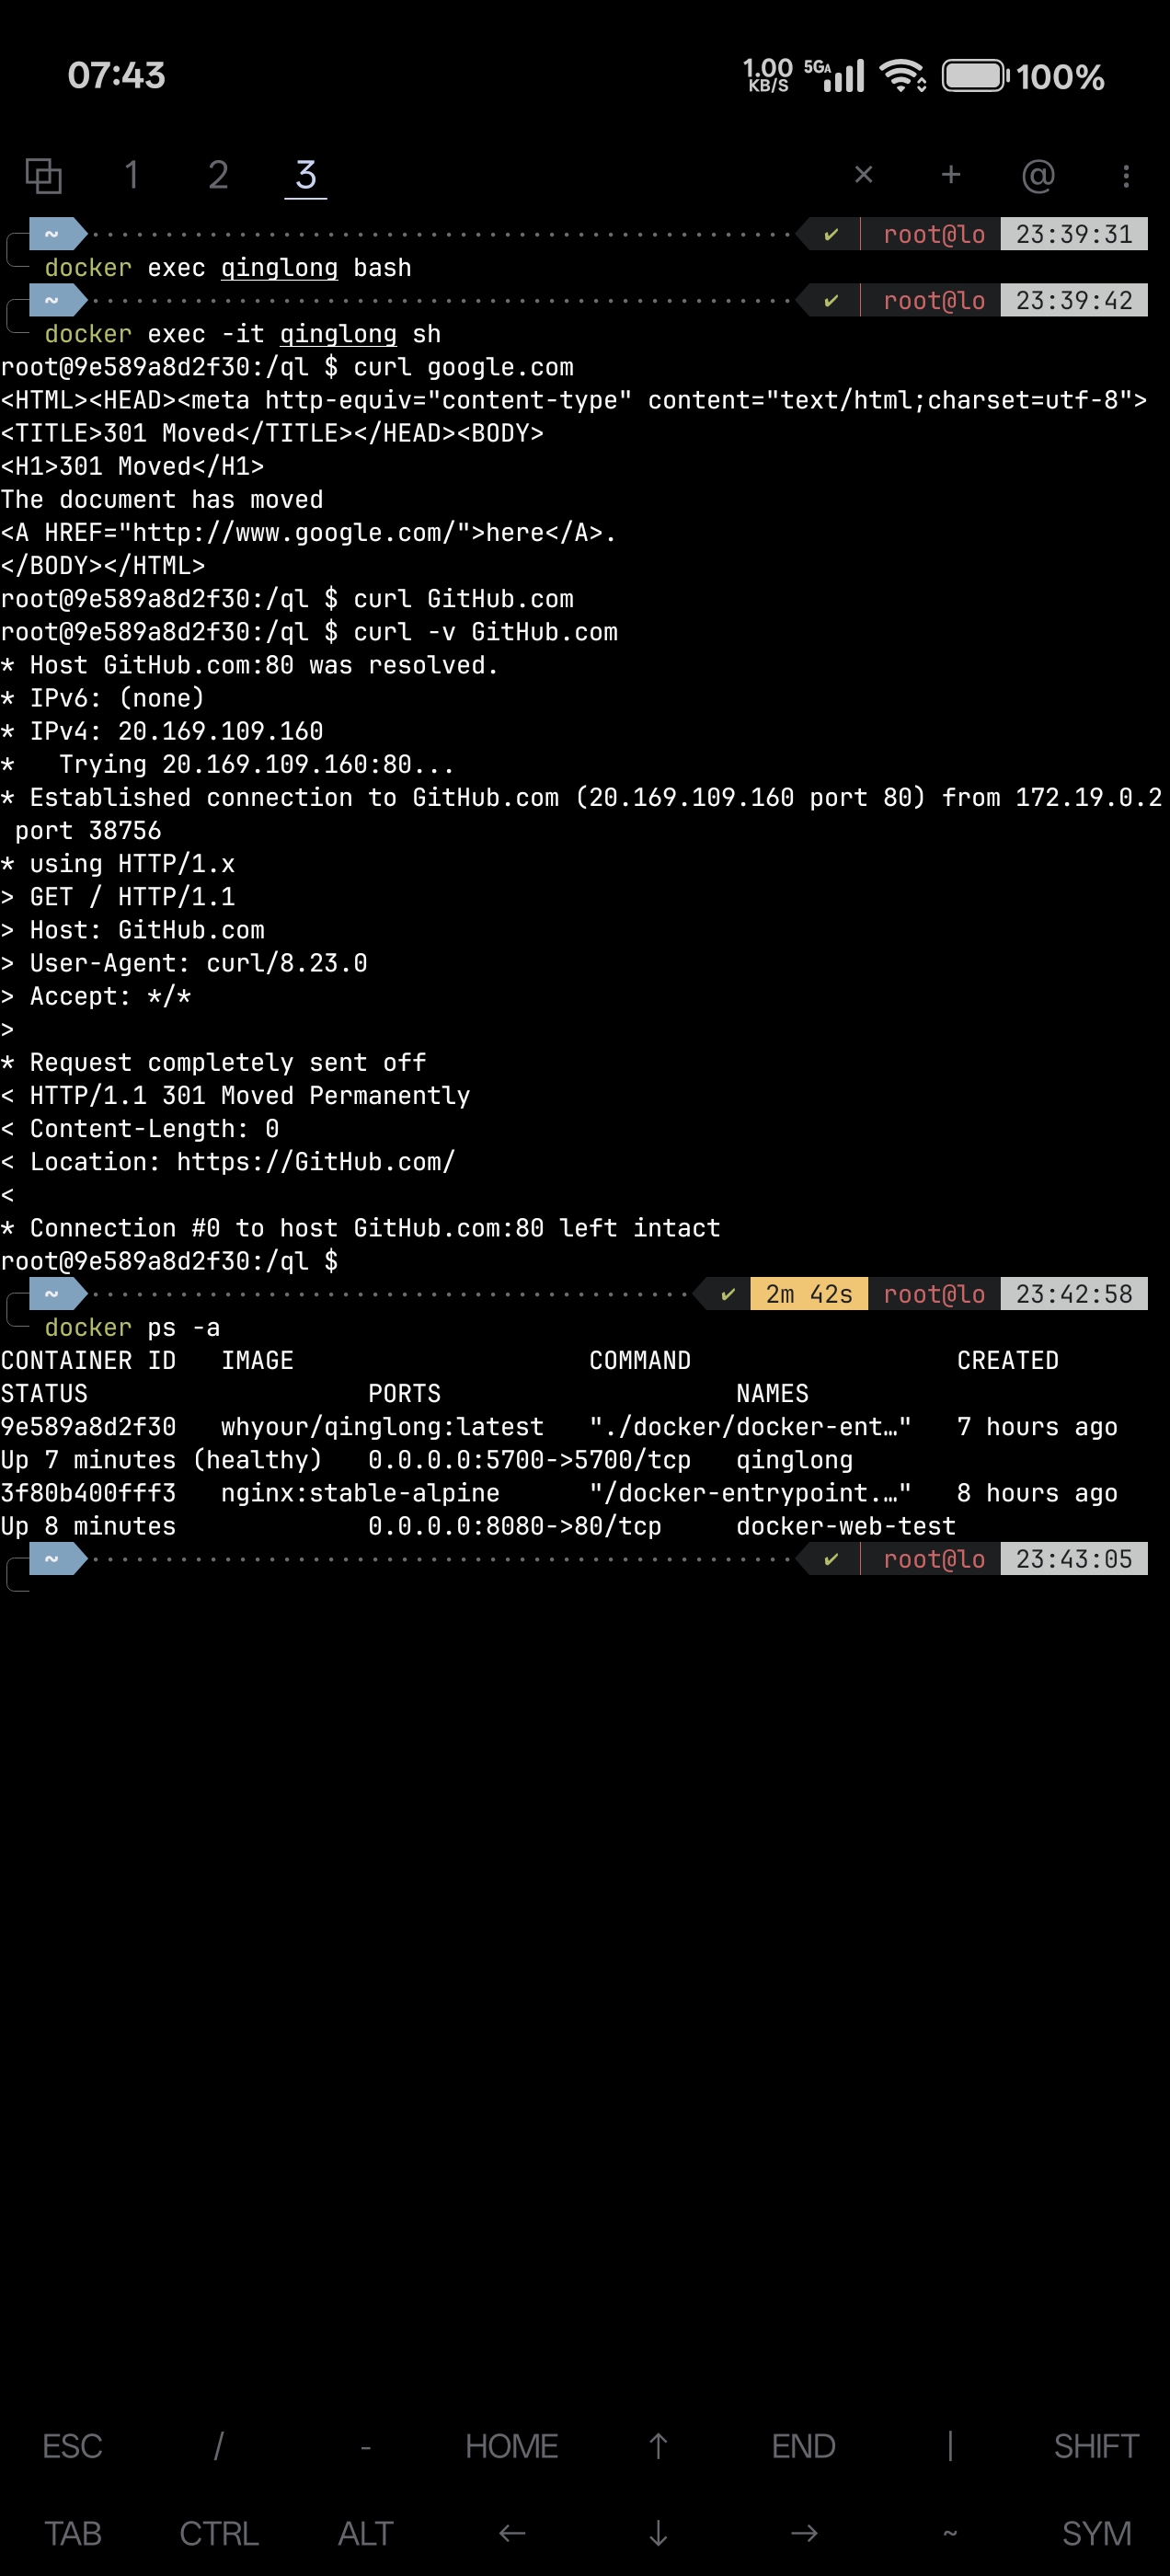 07:43 1.00 KB/S 5GA 100%
1 2 3 × + @ ⋮
~ ✔ root@lo 23:39:31
docker exec qinglong bash
~ ✔ root@lo 23:39:42
docker exec -it qinglong sh
root@9e589a8d2f30:/ql $ curl google.com
<HTML><HEAD><meta http-equiv="content-type" content="text/html;charset=utf-8">
<TITLE>301 Moved</TITLE></HEAD><BODY>
<H1>301 Moved</H1>
The document has moved
<A HREF="http://www.google.com/">here</A>.
</BODY></HTML>
root@9e589a8d2f30:/ql $ curl GitHub.com
root@9e589a8d2f30:/ql $ curl -v GitHub.com
* Host GitHub.com:80 was resolved.
* IPv6: (none)
* IPv4: 20.169.109.160
*   Trying 20.169.109.160:80...
* Established connection to GitHub.com (20.169.109.160 port 80) from 172.19.0.2
 port 38756
* using HTTP/1.x
> GET / HTTP/1.1
> Host: GitHub.com
> User-Agent: curl/8.23.0
> Accept: */*
>
* Request completely sent off
< HTTP/1.1 301 Moved Permanently
< Content-Length: 0
< Location: https://GitHub.com/
<
* Connection #0 to host GitHub.com:80 left intact
root@9e589a8d2f30:/ql $
~ ✔ 2m 42s root@lo 23:42:58
docker ps -a
CONTAINER ID   IMAGE                    COMMAND                  CREATED
STATUS                   PORTS                    NAMES
9e589a8d2f30   whyour/qinglong:latest   "./docker/docker-ent…"   7 hours ago
Up 7 minutes (healthy)   0.0.0.0:5700->5700/tcp   qinglong
3f80b400fff3   nginx:stable-alpine      "/docker-entrypoint.…"   8 hours ago
Up 8 minutes             0.0.0.0:8080->80/tcp     docker-web-test
~ ✔ root@lo 23:43:05
ESC / - HOME ↑ END | SHIFT
TAB CTRL ALT ← ↓ → ~ SYM